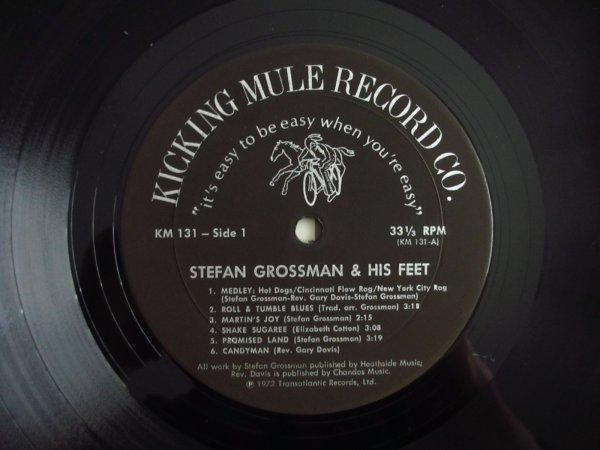 KICKING MULE RECORD CO.
"it's easy to be easy when you're easy"
KM 131 – Side 1
33⅓ RPM
(KM 131-A)
STEFAN GROSSMAN & HIS FEET
1. MEDLEY: Hot Dogs/Cincinnati Flow Rag/New York City Rag
(Stefan Grossman-Rev. Gary Davis-Stefan Grossman)
2. ROLL & TUMBLE BLUES (Trad. arr. Grossman) 3:18
3. MARTIN'S JOY (Stefan Grossman) 2:15
4. SHAKE SUGAREE (Elizabeth Cotton) 3:08
5. PROMISED LAND (Stefan Grossman) 3:19
6. CANDYMAN (Rev. Gary Davis)
All work by Stefan Grossman published by Heathside Music;
Rev. Davis is published by Chandos Music.
℗ 1972 Transatlantic Records, Ltd.